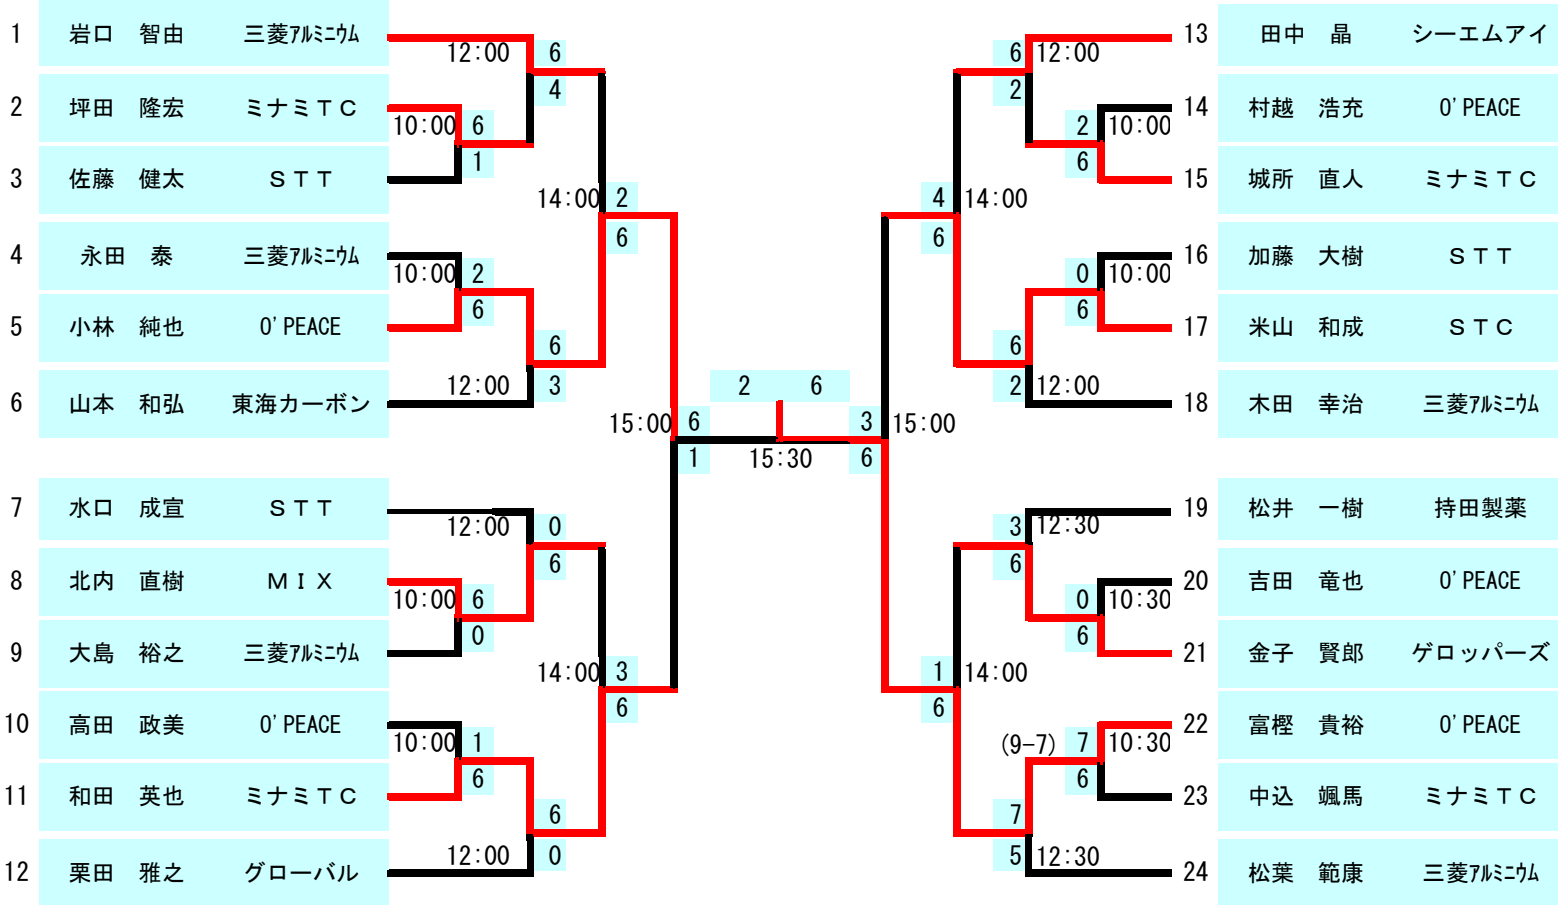 1 岩口 智由 三菱ｱﾙﾐﾆｳﾑ
12:00 6
4
2 坪田 隆宏 ミナミＴＣ
10:00 6
1
3 佐藤 健太 ＳＴＴ
14:00 2
6
4 永田 泰 三菱ｱﾙﾐﾆｳﾑ
10:00 2
6
5 小林 純也 O'PEACE
6
12:00 3
6 山本 和弘 東海カーボン
15:00 6
1
7 水口 成宣 ＳＴＴ
12:00 0
6
8 北内 直樹 ＭＩＸ
10:00 6
0
9 大島 裕之 三菱ｱﾙﾐﾆｳﾑ
14:00 3
6
10 高田 政美 O'PEACE
10:00 1
6
11 和田 英也 ミナミＴＣ
6
12:00 0
12 栗田 雅之 グローバル
2 6
15:30
13 田中 晶 シーエムアイ
6 12:00
2
14 村越 浩充 O'PEACE
2 10:00
6
15 城所 直人 ミナミＴＣ
4 14:00
6
16 加藤 大樹 ＳＴＴ
0 10:00
6
17 米山 和成 ＳＴＣ
6
2 12:00
18 木田 幸治 三菱ｱﾙﾐﾆｳﾑ
3 15:00
6
19 松井 一樹 持田製薬
3 12:30
6
20 吉田 竜也 O'PEACE
0 10:30
6
21 金子 賢郎 ゲロッパーズ
1 14:00
6
22 富樫 貴裕 O'PEACE
(9-7) 7 10:30
6
23 中込 颯馬 ミナミＴＣ
7
5 12:30
24 松葉 範康 三菱ｱﾙﾐﾆｳﾑ